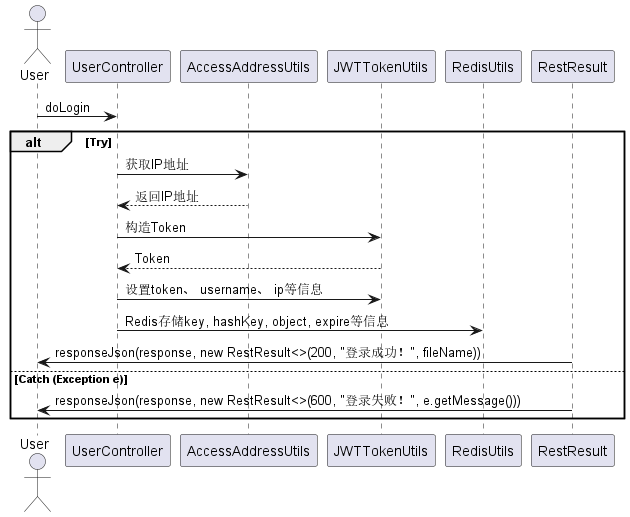 User
UserController
AccessAddressUtils
JWTTokenUtils
RedisUtils
RestResult
doLogin
alt [Try]
获取IP地址
返回IP地址
构造Token
Token
设置token、 username、 ip等信息
Redis存储key, hashKey, object, expire等信息
responseJson(response, new RestResult<>(200, "登录成功！", fileName))
[Catch (Exception e)]
responseJson(response, new RestResult<>(600, "登录失败！", e.getMessage()))
User
UserController
AccessAddressUtils
JWTTokenUtils
RedisUtils
RestResult